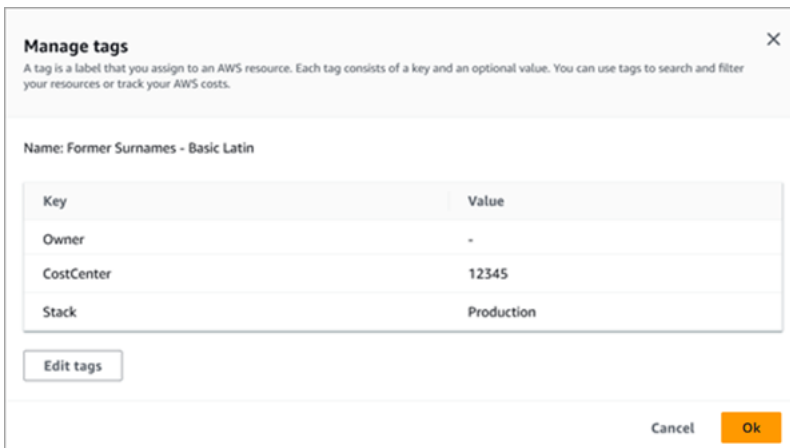 Manage tags
A tag is a label that you assign to an AWS resource. Each tag consists of a key and an optional value. You can use tags to search and filter
your resources or track your AWS costs.
Name: Former Surnames - Basic Latin
Key Value
Owner -
CostCenter 12345
Stack Production
Edit tags
Cancel Ok